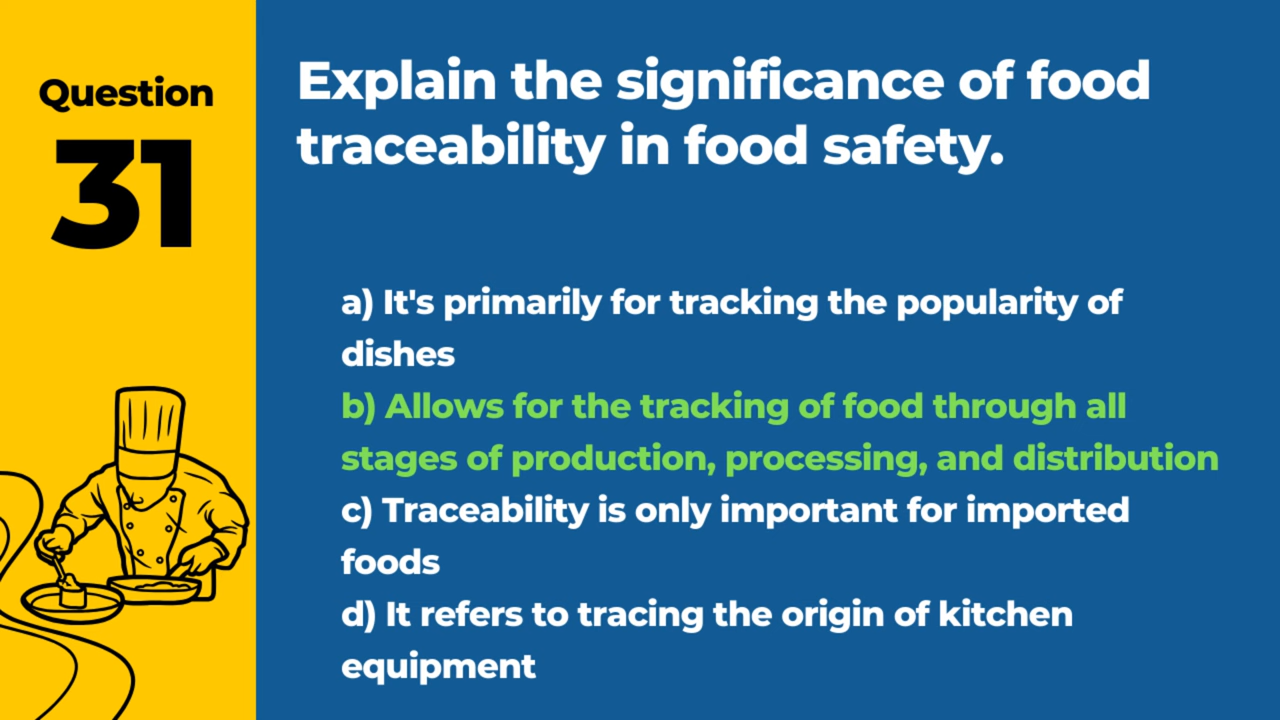 Question
31
Explain the significance of food
traceability in food safety.
a) It's primarily for tracking the popularity of
dishes
b) Allows for the tracking of food through all
stages of production, processing, and distribution
c) Traceability is only important for imported
foods
d) It refers to tracing the origin of kitchen
equipment